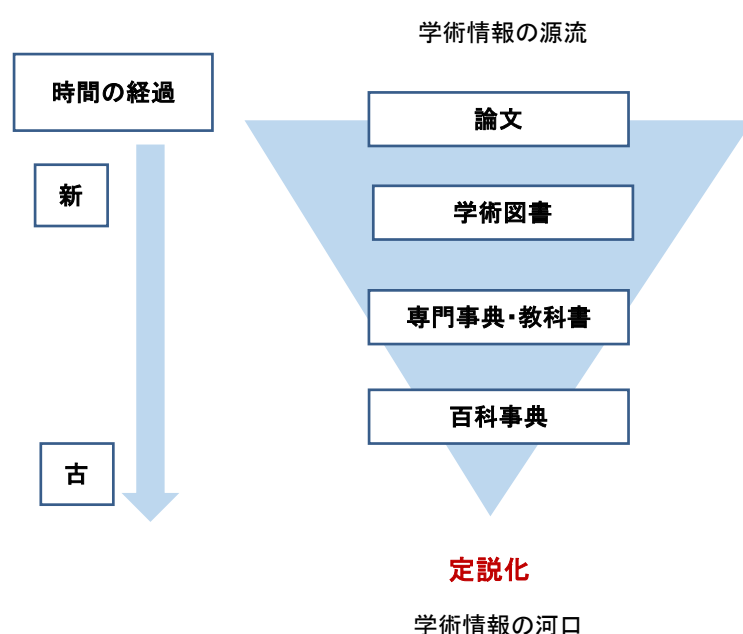 学術情報の源流
時間の経過
論文
新
学術図書
専門事典・教科書
百科事典
古
定説化
学術情報の河口